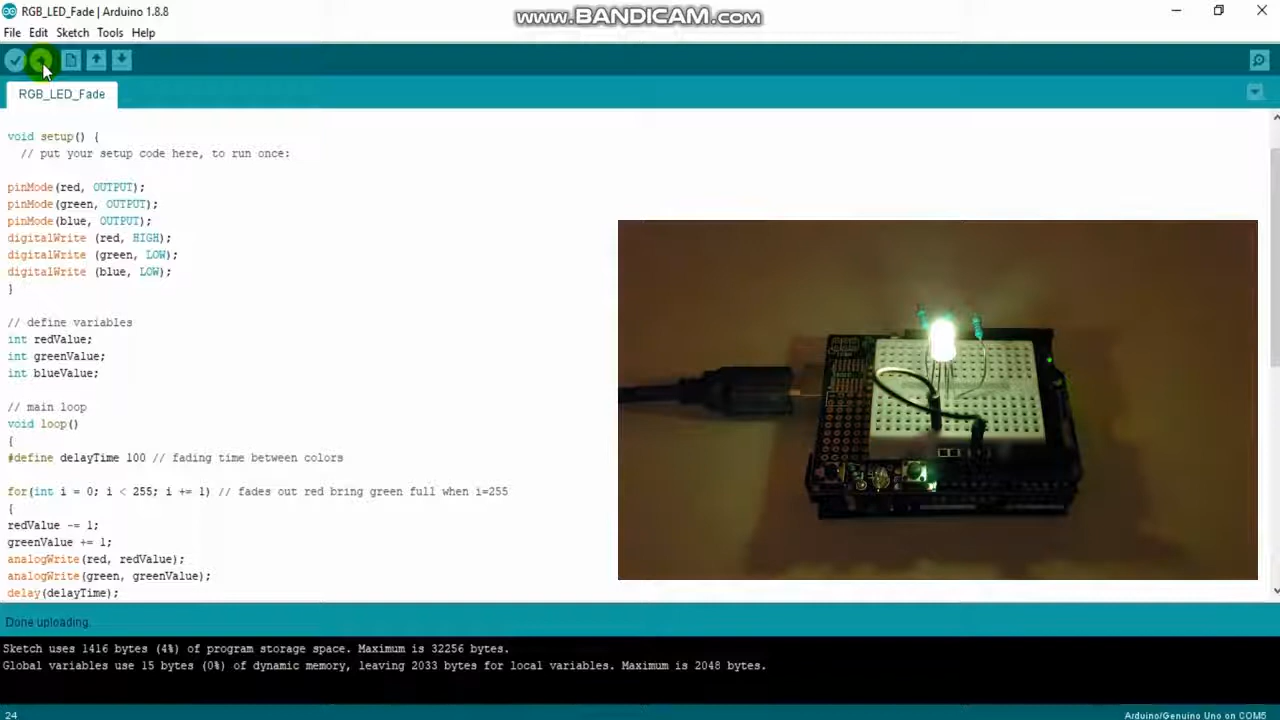 RGB_LED_Fade | Arduino 1.8.8
www.BANDICAM.com
File Edit Sketch Tools Help
RGB_LED_Fade
void setup() {
// put your setup code here, to run once:
pinMode(red, OUTPUT);
pinMode(green, OUTPUT);
pinMode(blue, OUTPUT);
digitalWrite (red, HIGH);
digitalWrite (green, LOW);
digitalWrite (blue, LOW);
}
// define variables
int redValue;
int greenValue;
int blueValue;
// main loop
void loop()
{
#define delayTime 100 // fading time between colors
for(int i = 0; i < 255; i += 1) // fades out red bring green full when i=255
{
redValue -= 1;
greenValue += 1;
analogWrite(red, redValue);
analogWrite(green, greenValue);
delay(delayTime);
Done uploading.
Sketch uses 1416 bytes (4%) of program storage space. Maximum is 32256 bytes.
Global variables use 15 bytes (0%) of dynamic memory, leaving 2033 bytes for local variables. Maximum is 2048 bytes.
24
Arduino/Genuino Uno on COM5